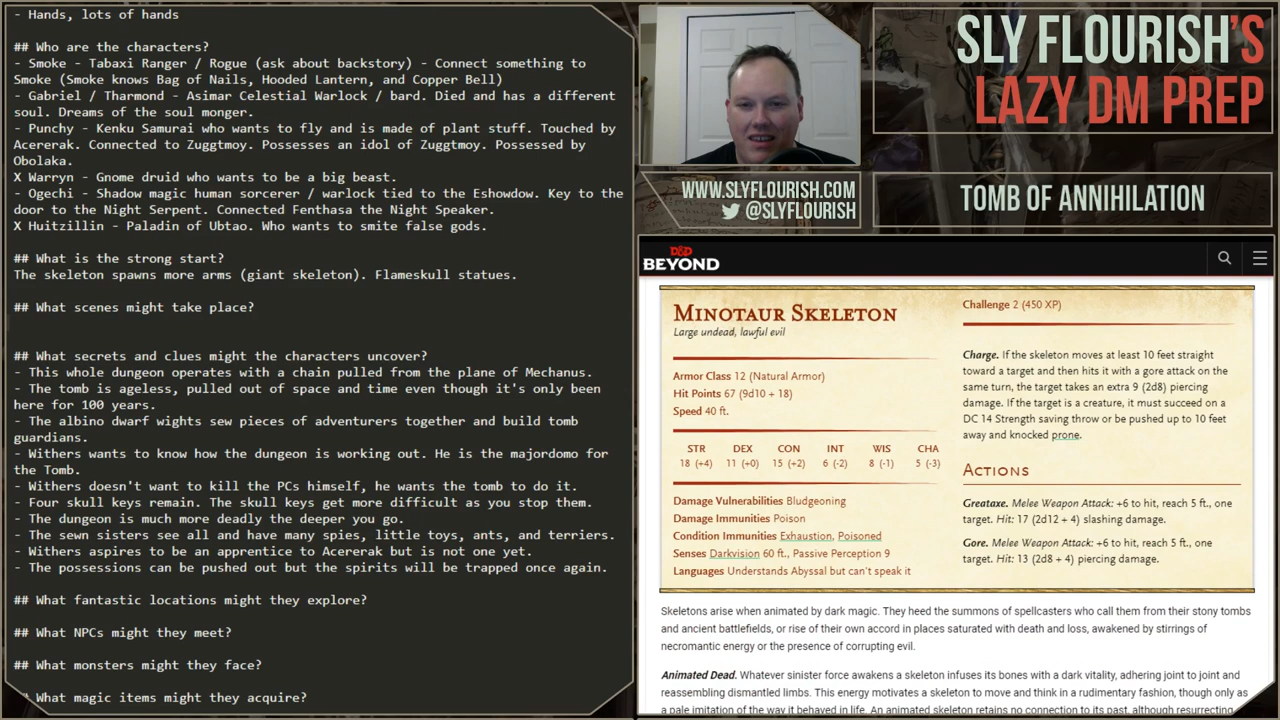 - Hands, lots of hands
## Who are the characters?
- Smoke - Tabaxi Ranger / Rogue (ask about backstory) - Connect something to
Smoke (Smoke knows Bag of Nails, Hooded Lantern, and Copper Bell)
- Gabriel / Tharmond - Asimar Celestial Warlock / bard. Died and has a different
soul. Dreams of the soul monger.
- Punchy - Kenku Samurai who wants to fly and is made of plant stuff. Touched by
Acererak. Connected to Zuggtmoy. Possesses an idol of Zuggtmoy. Possessed by
Obolaka.
X Warryn - Gnome druid who wants to be a big beast.
- Ogechi - Shadow magic human sorcerer / warlock tied to the Eshowdow. Key to the
door to the Night Serpent. Connected Fenthasa the Night Speaker.
X Huitzillin - Paladin of Ubtao. Who wants to smite false gods.
## What is the strong start?
The skeleton spawns more arms (giant skeleton). Flameskull statues.
## What scenes might take place?
## What secrets and clues might the characters uncover?
- This whole dungeon operates with a chain pulled from the plane of Mechanus.
- The tomb is ageless, pulled out of space and time even though it's only been
here for 100 years.
- The albino dwarf wights sew pieces of adventurers together and build tomb
guardians.
- Withers wants to know how the dungeon is working out. He is the majordomo for
the Tomb.
- Withers doesn't want to kill the PCs himself, he wants the tomb to do it.
- Four skull keys remain. The skull keys get more difficult as you stop them.
- The dungeon is much more deadly the deeper you go.
- The sewn sisters see all and have many spies, little toys, ants, and terriers.
- Withers aspires to be an apprentice to Acererak but is not one yet.
- The possessions can be pushed out but the spirits will be trapped once again.
## What fantastic locations might they explore?
## What NPCs might they meet?
## What monsters might they face?
What magic items might they acquire?
SLY FLOURISH'S
LAZY DM PREP
WWW.SLYFLOURISH.COM
@SLYFLOURISH
TOMB OF ANNIHILATION
D&D
BEYOND
MINOTAUR SKELETON
Large undead, lawful evil
Armor Class 12 (Natural Armor)
Hit Points 67 (9d10 + 18)
Speed 40 ft.
STR DEX CON INT WIS CHA
18 (+4) 11 (+0) 15 (+2) 6 (-2) 8 (-1) 5 (-3)
Damage Vulnerabilities Bludgeoning
Damage Immunities Poison
Condition Immunities Exhaustion, Poisoned
Senses Darkvision 60 ft., Passive Perception 9
Languages Understands Abyssal but can't speak it
Challenge 2 (450 XP)
Charge. If the skeleton moves at least 10 feet straight
toward a target and then hits it with a gore attack on the
same turn, the target takes an extra 9 (2d8) piercing
damage. If the target is a creature, it must succeed on a
DC 14 Strength saving throw or be pushed up to 10 feet
away and knocked prone.
ACTIONS
Greataxe. Melee Weapon Attack: +6 to hit, reach 5 ft., one
target. Hit: 17 (2d12 + 4) slashing damage.
Gore. Melee Weapon Attack: +6 to hit, reach 5 ft., one
target. Hit: 13 (2d8 + 4) piercing damage.
Skeletons arise when animated by dark magic. They heed the summons of spellcasters who call them from their stony tombs
and ancient battlefields, or rise of their own accord in places saturated with death and loss, awakened by stirrings of
necromantic energy or the presence of corrupting evil.
Animated Dead. Whatever sinister force awakens a skeleton infuses its bones with a dark vitality, adhering joint to joint and
reassembling dismantled limbs. This energy motivates a skeleton to move and think in a rudimentary fashion, though only as
a pale imitation of the way it behaved in life. An animated skeleton retains no connection to its past, although resurrecting